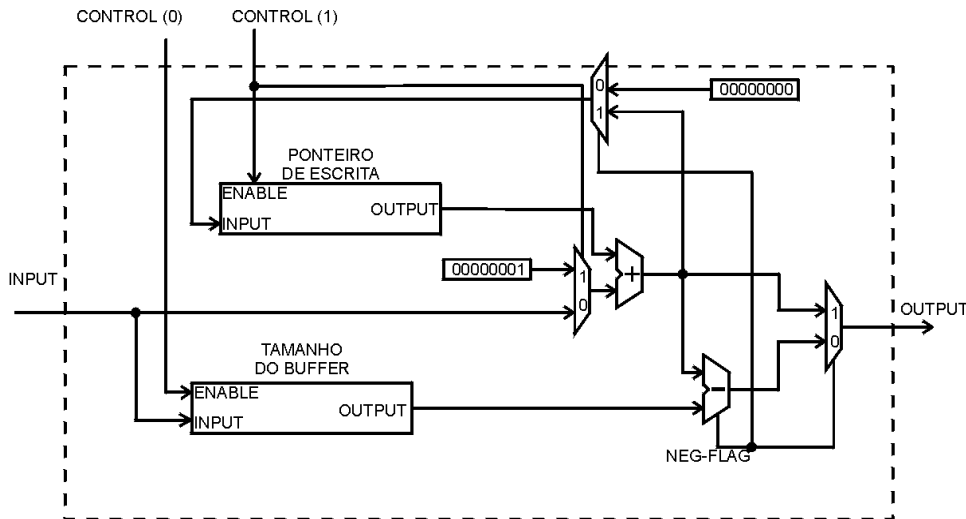 CONTROL (0)
CONTROL (1)
0
1
00000000
PONTEIRO
DE ESCRITA
ENABLE
INPUT
OUTPUT
INPUT
00000001
1
0
+
1
0
OUTPUT
TAMANHO
DO BUFFER
ENABLE
INPUT
OUTPUT
-
NEG-FLAG